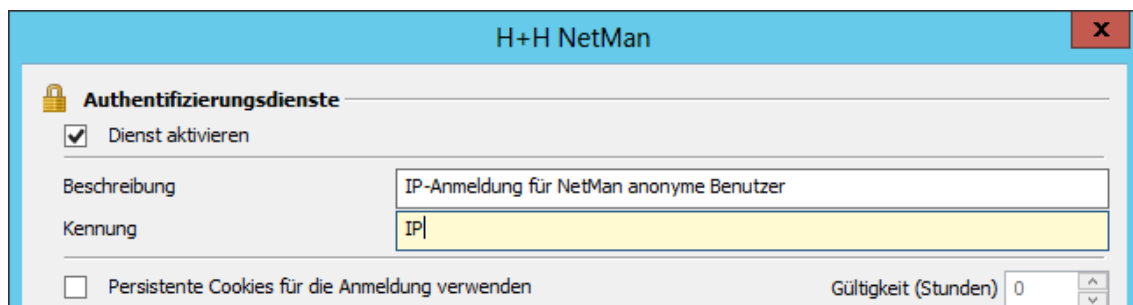 H+H NetMan
x
Authentifizierungsdienste
Dienst aktivieren
Beschreibung IP-Anmeldung für NetMan anonyme Benutzer
Kennung IP
Persistente Cookies für die Anmeldung verwenden Gültigkeit (Stunden) 0